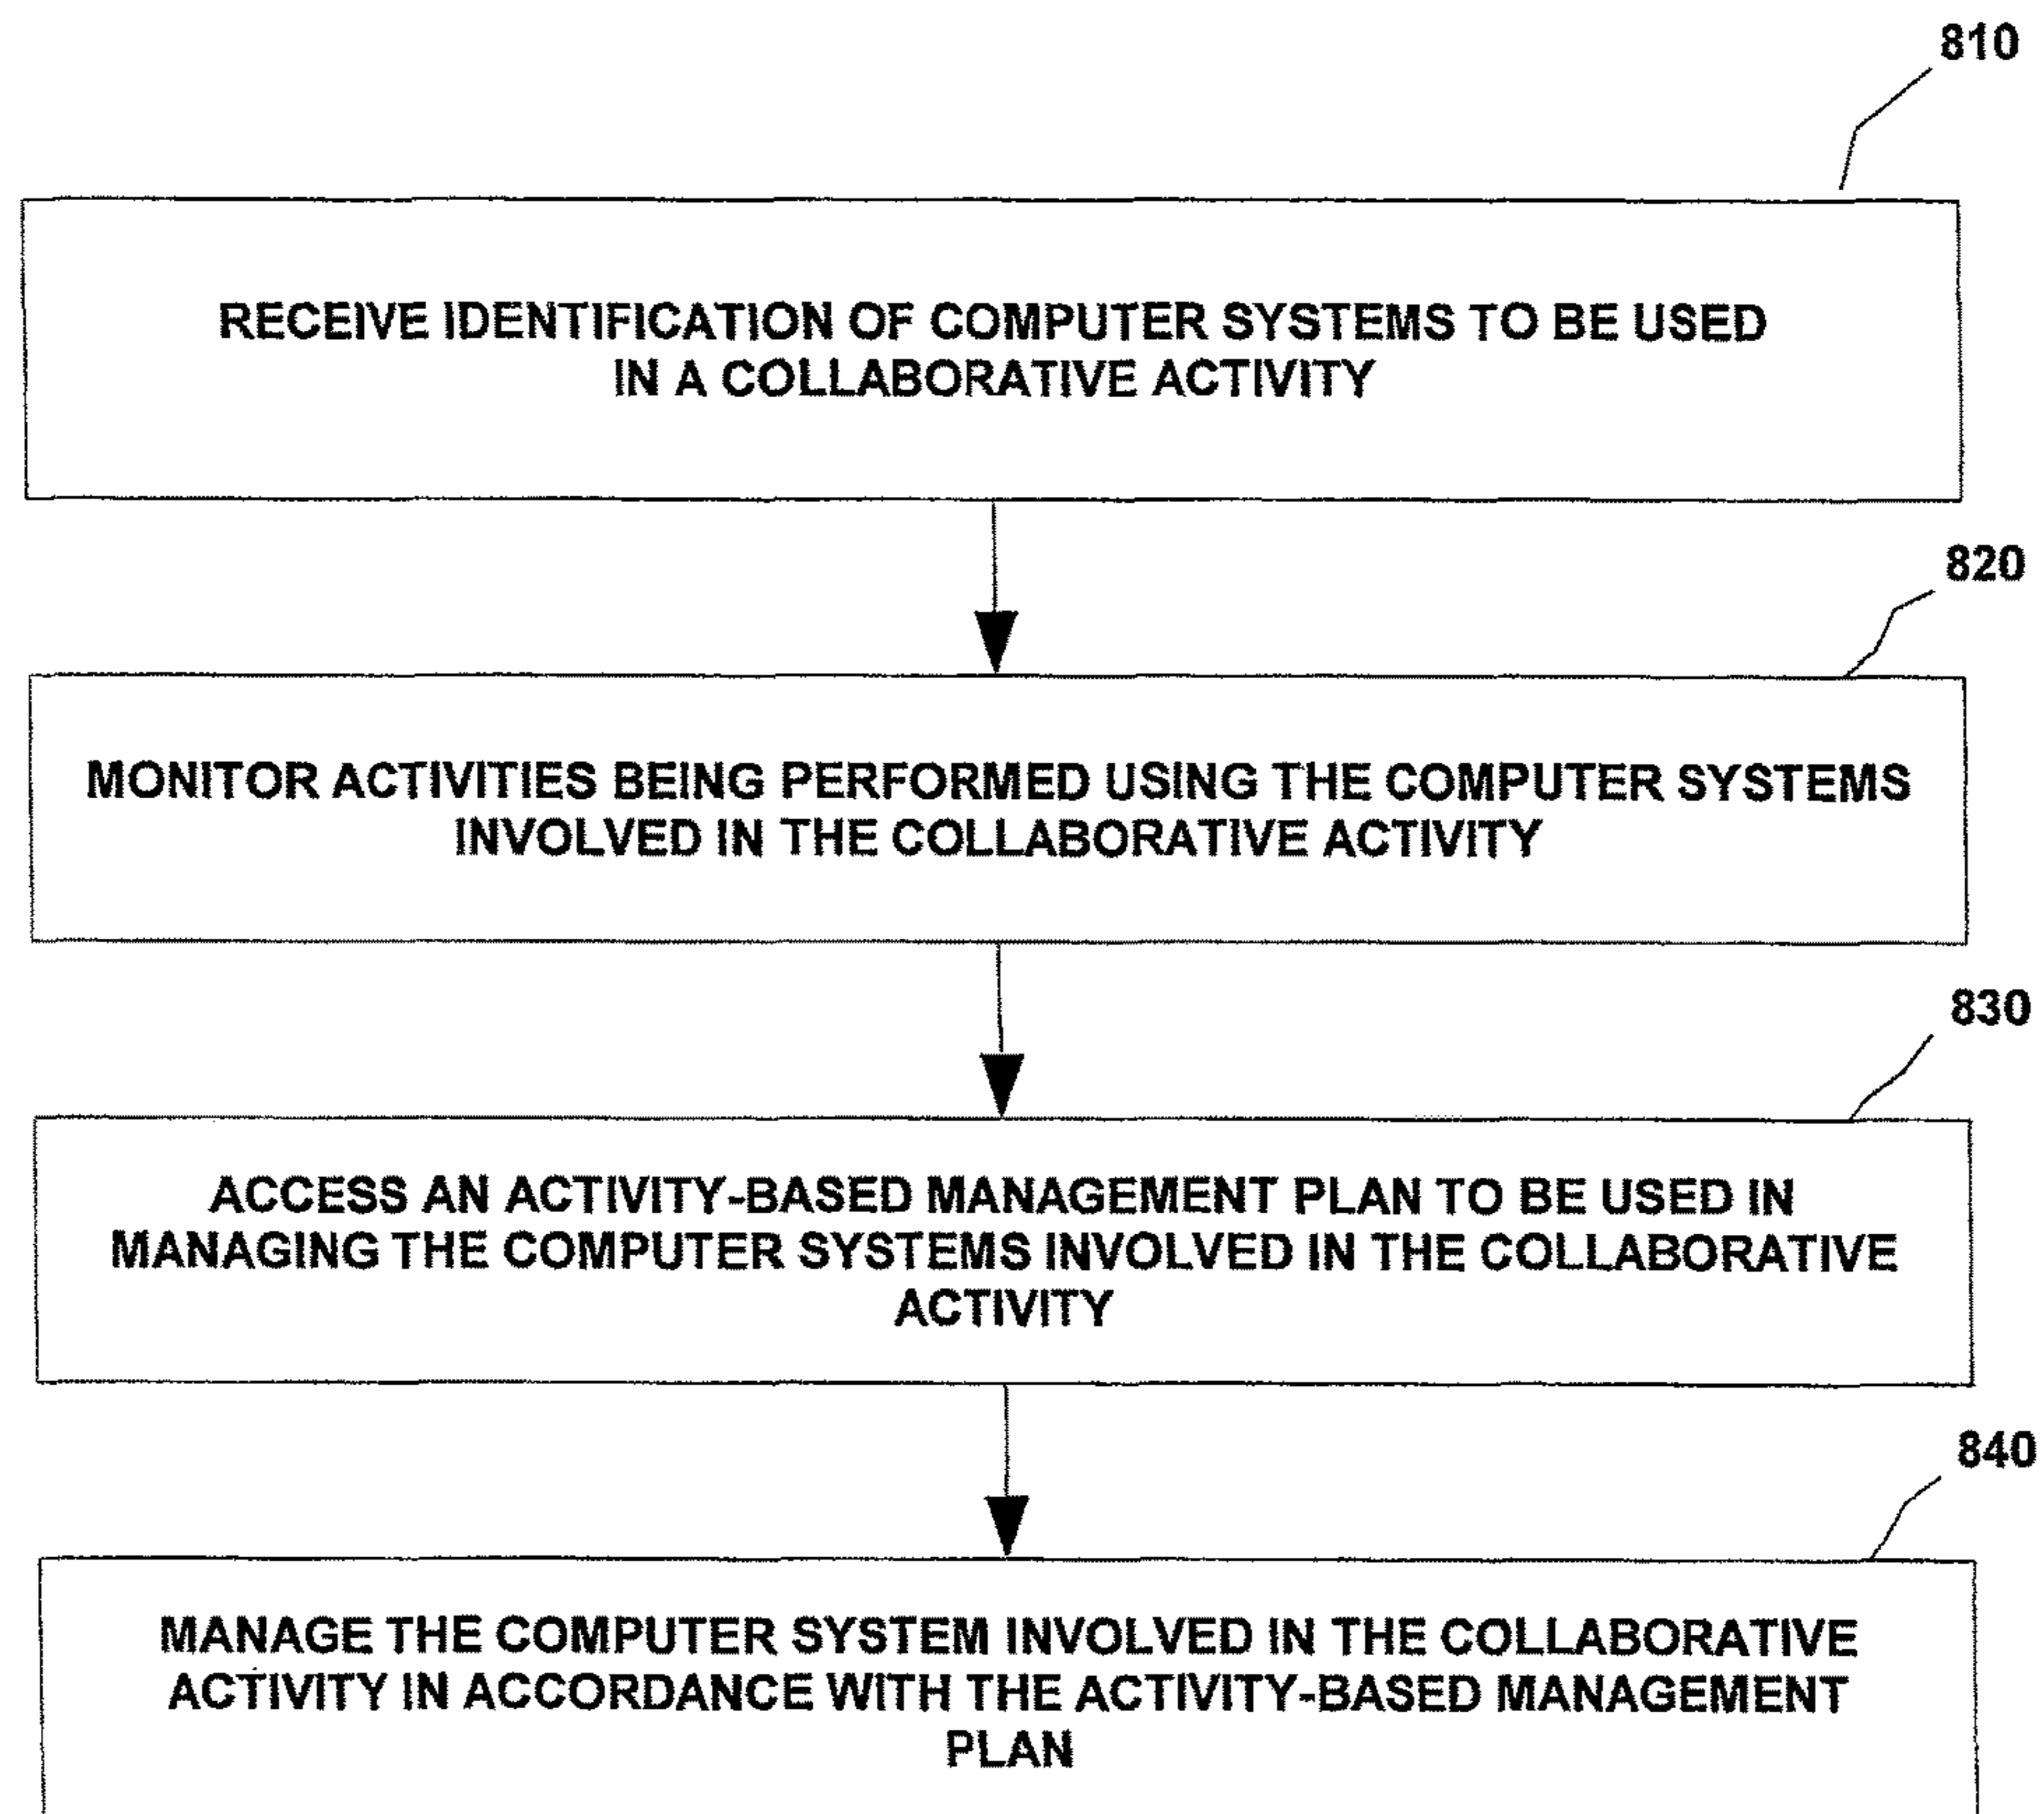 810
RECEIVE IDENTIFICATION OF COMPUTER SYSTEMS TO BE USED
IN A COLLABORATIVE ACTIVITY
820
MONITOR ACTIVITIES BEING PERFORMED USING THE COMPUTER SYSTEMS
INVOLVED IN THE COLLABORATIVE ACTIVITY
830
ACCESS AN ACTIVITY-BASED MANAGEMENT PLAN TO BE USED IN
MANAGING THE COMPUTER SYSTEMS INVOLVED IN THE COLLABORATIVE
ACTIVITY
840
MANAGE THE COMPUTER SYSTEM INVOLVED IN THE COLLABORATIVE
ACTIVITY IN ACCORDANCE WITH THE ACTIVITY-BASED MANAGEMENT
PLAN